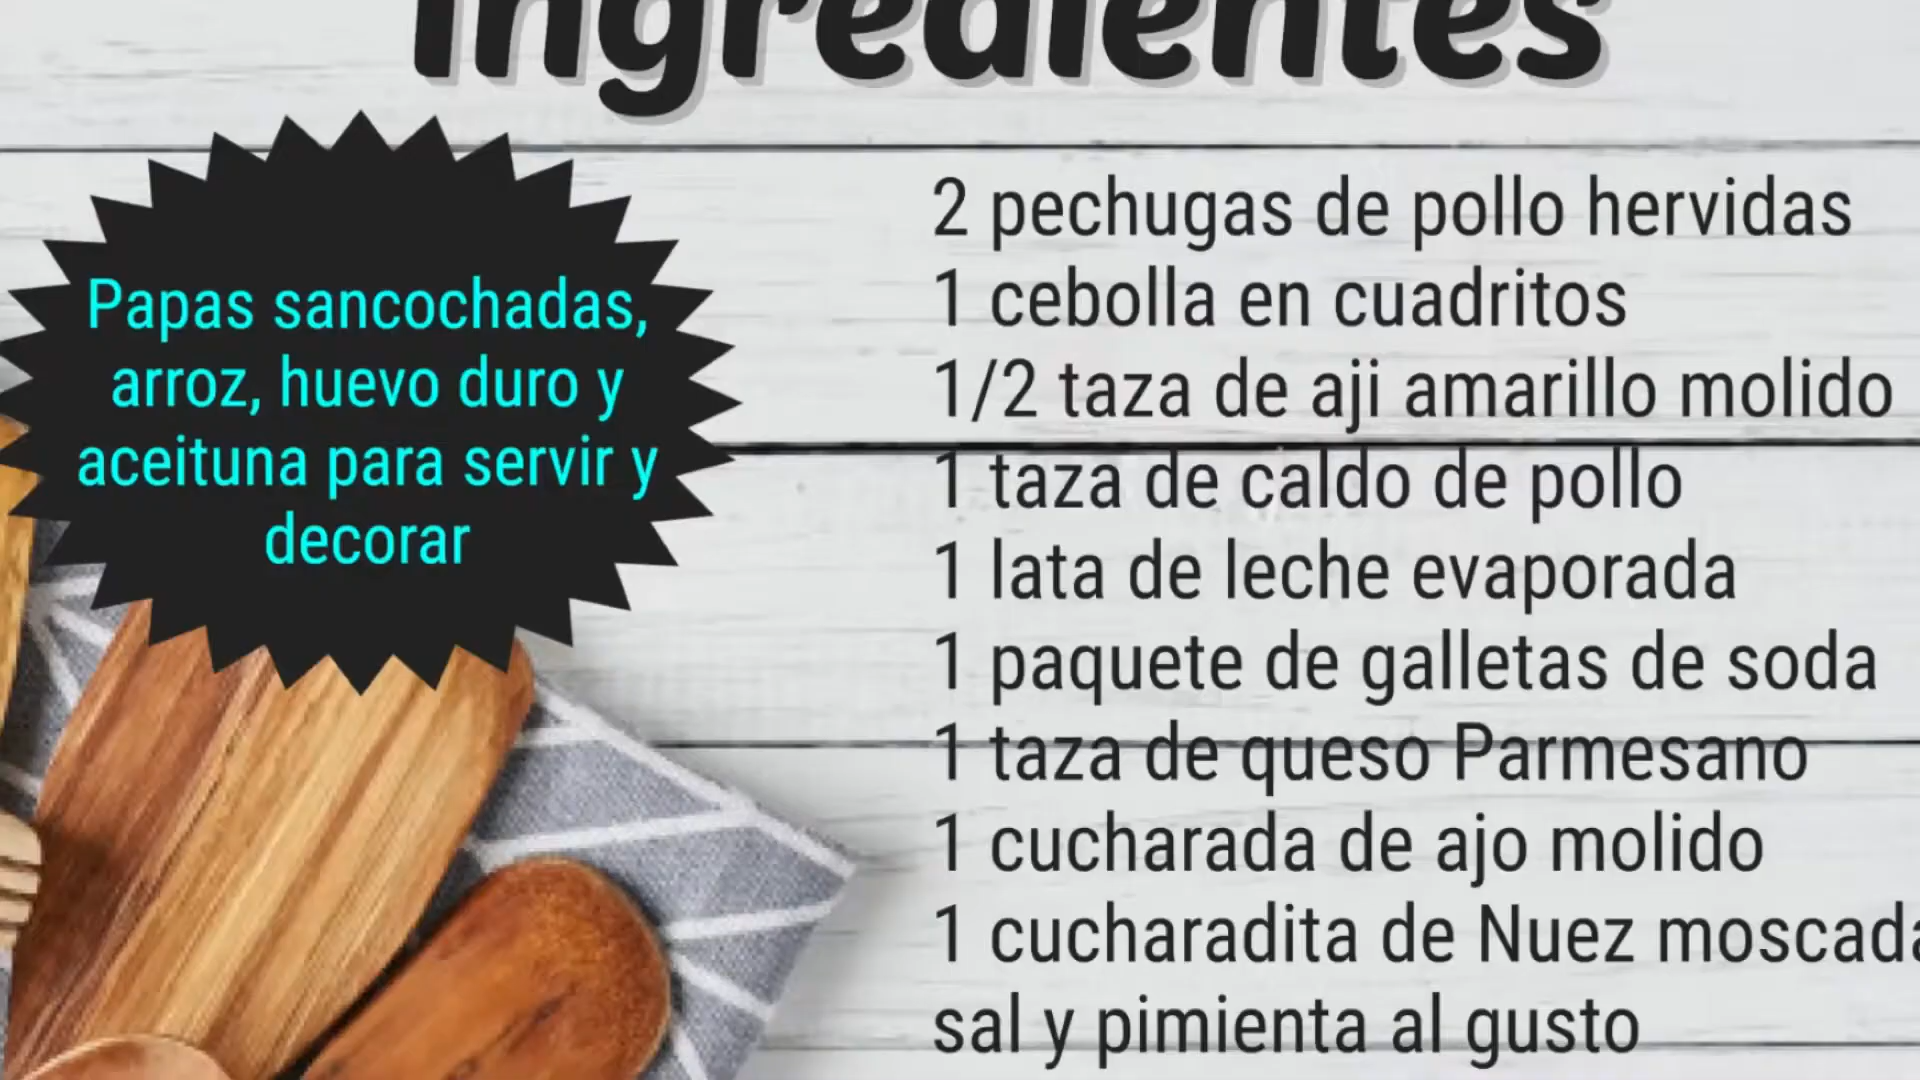 Ingredientes
Papas sancochadas,
arroz, huevo duro y
aceituna para servir y
decorar
2 pechugas de pollo hervidas
1 cebolla en cuadritos
1/2 taza de aji amarillo molido
1 taza de caldo de pollo
1 lata de leche evaporada
1 paquete de galletas de soda
1 taza de queso Parmesano
1 cucharada de ajo molido
1 cucharadita de Nuez moscada
sal y pimienta al gusto